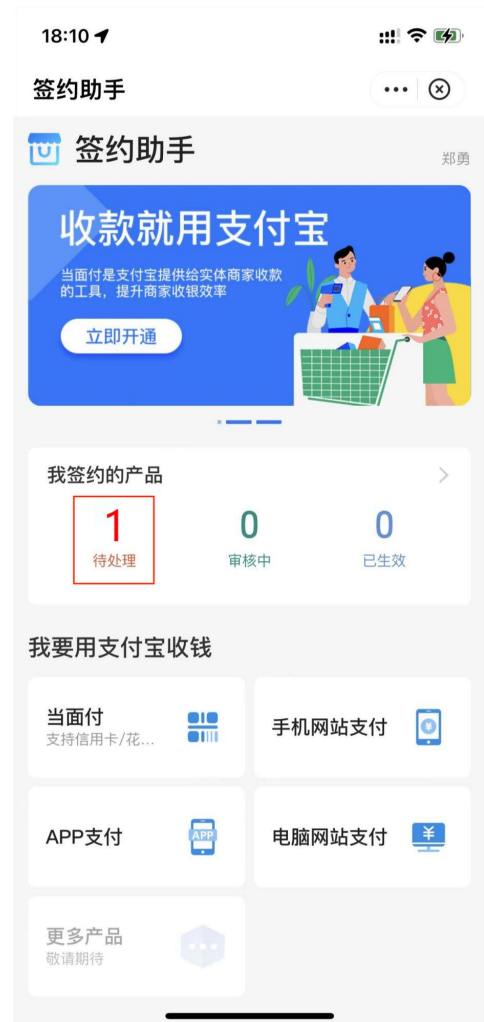 18:10
签约助手
签约助手
郑勇
收款就用支付宝
当面付是支付宝提供给实体商家收款
的工具，提升商家收银效率
立即开通
我签约的产品
1
0
0
待处理
审核中
已生效
我要用支付宝收钱
当面付
支持信用卡/花...
手机网站支付
APP支付
APP
电脑网站支付
¥
更多产品
敬请期待